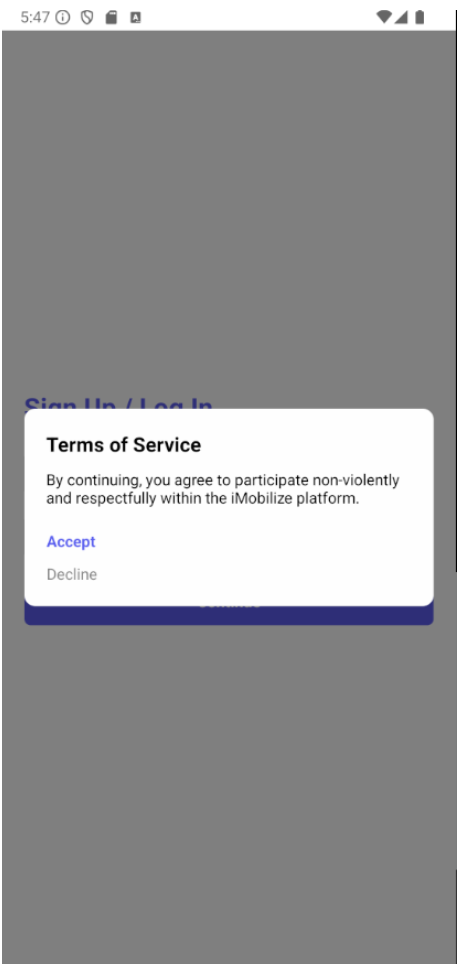 5:47
Sign Up / Log In
Terms of Service
By continuing, you agree to participate non-violently
and respectfully within the iMobilize platform.
Accept
Decline